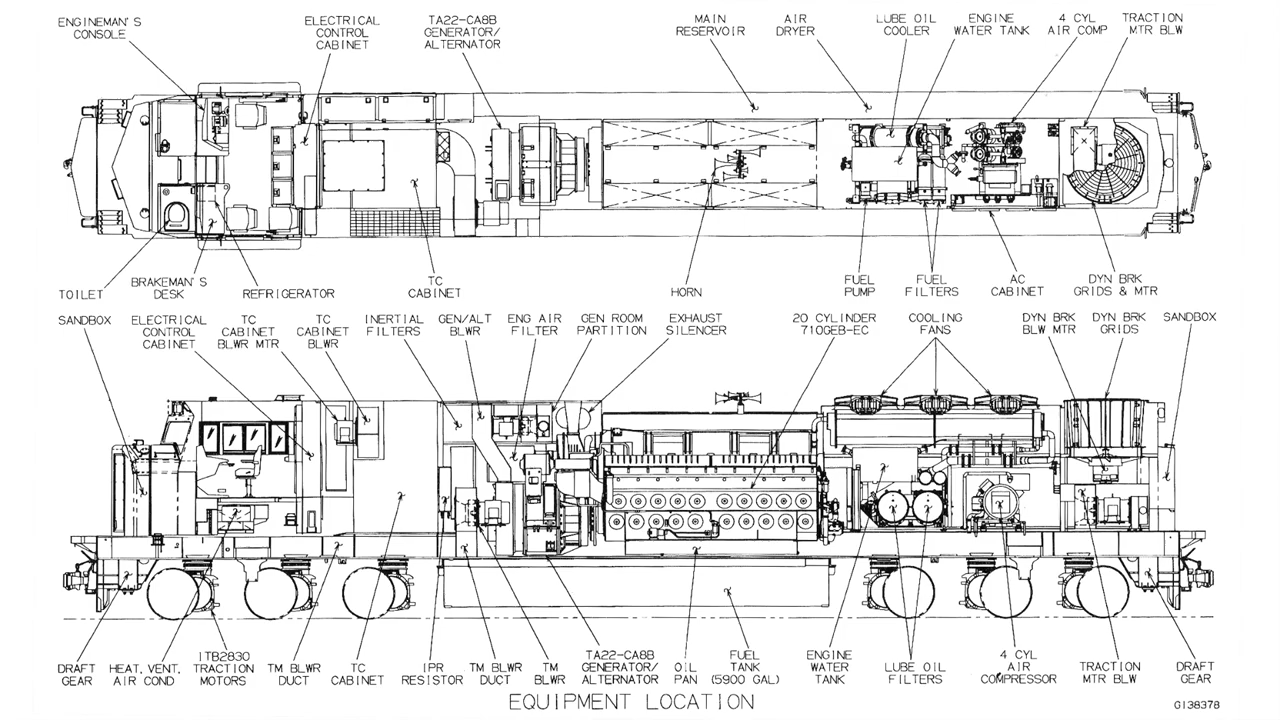 ENGINEMAN'S
CONSOLE
ELECTRICAL
CONTROL
CABINET
TA22-CA8B
GENERATOR/
ALTERNATOR
MAIN
RESERVOIR
AIR
DRYER
LUBE OIL
COOLER
ENGINE
WATER TANK
4 CYL
AIR COMP
TRACTION
MTR BLW
TOILET
BRAKEMAN'S
DESK
REFRIGERATOR
TC
CABINET
HORN
FUEL
PUMP
FUEL
FILTERS
AC
CABINET
DYN BRK
GRIDS & MTR
SANDBOX
ELECTRICAL
CONTROL
CABINET
TC
CABINET
BLWR MTR
TC
CABINET
BLWR
INERTIAL
FILTERS
GEN/ALT
BLWR
ENG AIR
FILTER
GEN ROOM
PARTITION
EXHAUST
SILENCER
20 CYLINDER
710GEB-EC
COOLING
FANS
DYN BRK
BLW MTR
DYN BRK
GRIDS
SANDBOX
DRAFT
GEAR
HEAT, VENT,
AIR COND
ITB2830
TRACTION
MOTORS
TM BLWR
DUCT
TC
CABINET
IPR
RESISTOR
TM BLWR
DUCT
TM
BLWR
TA22-CA8B
GENERATOR/
ALTERNATOR
OIL
PAN
FUEL
TANK
(5900 GAL)
ENGINE
WATER
TANK
LUBE OIL
FILTERS
4 CYL
AIR
COMPRESSOR
TRACTION
MTR BLW
DRAFT
GEAR
EQUIPMENT LOCATION
G138378